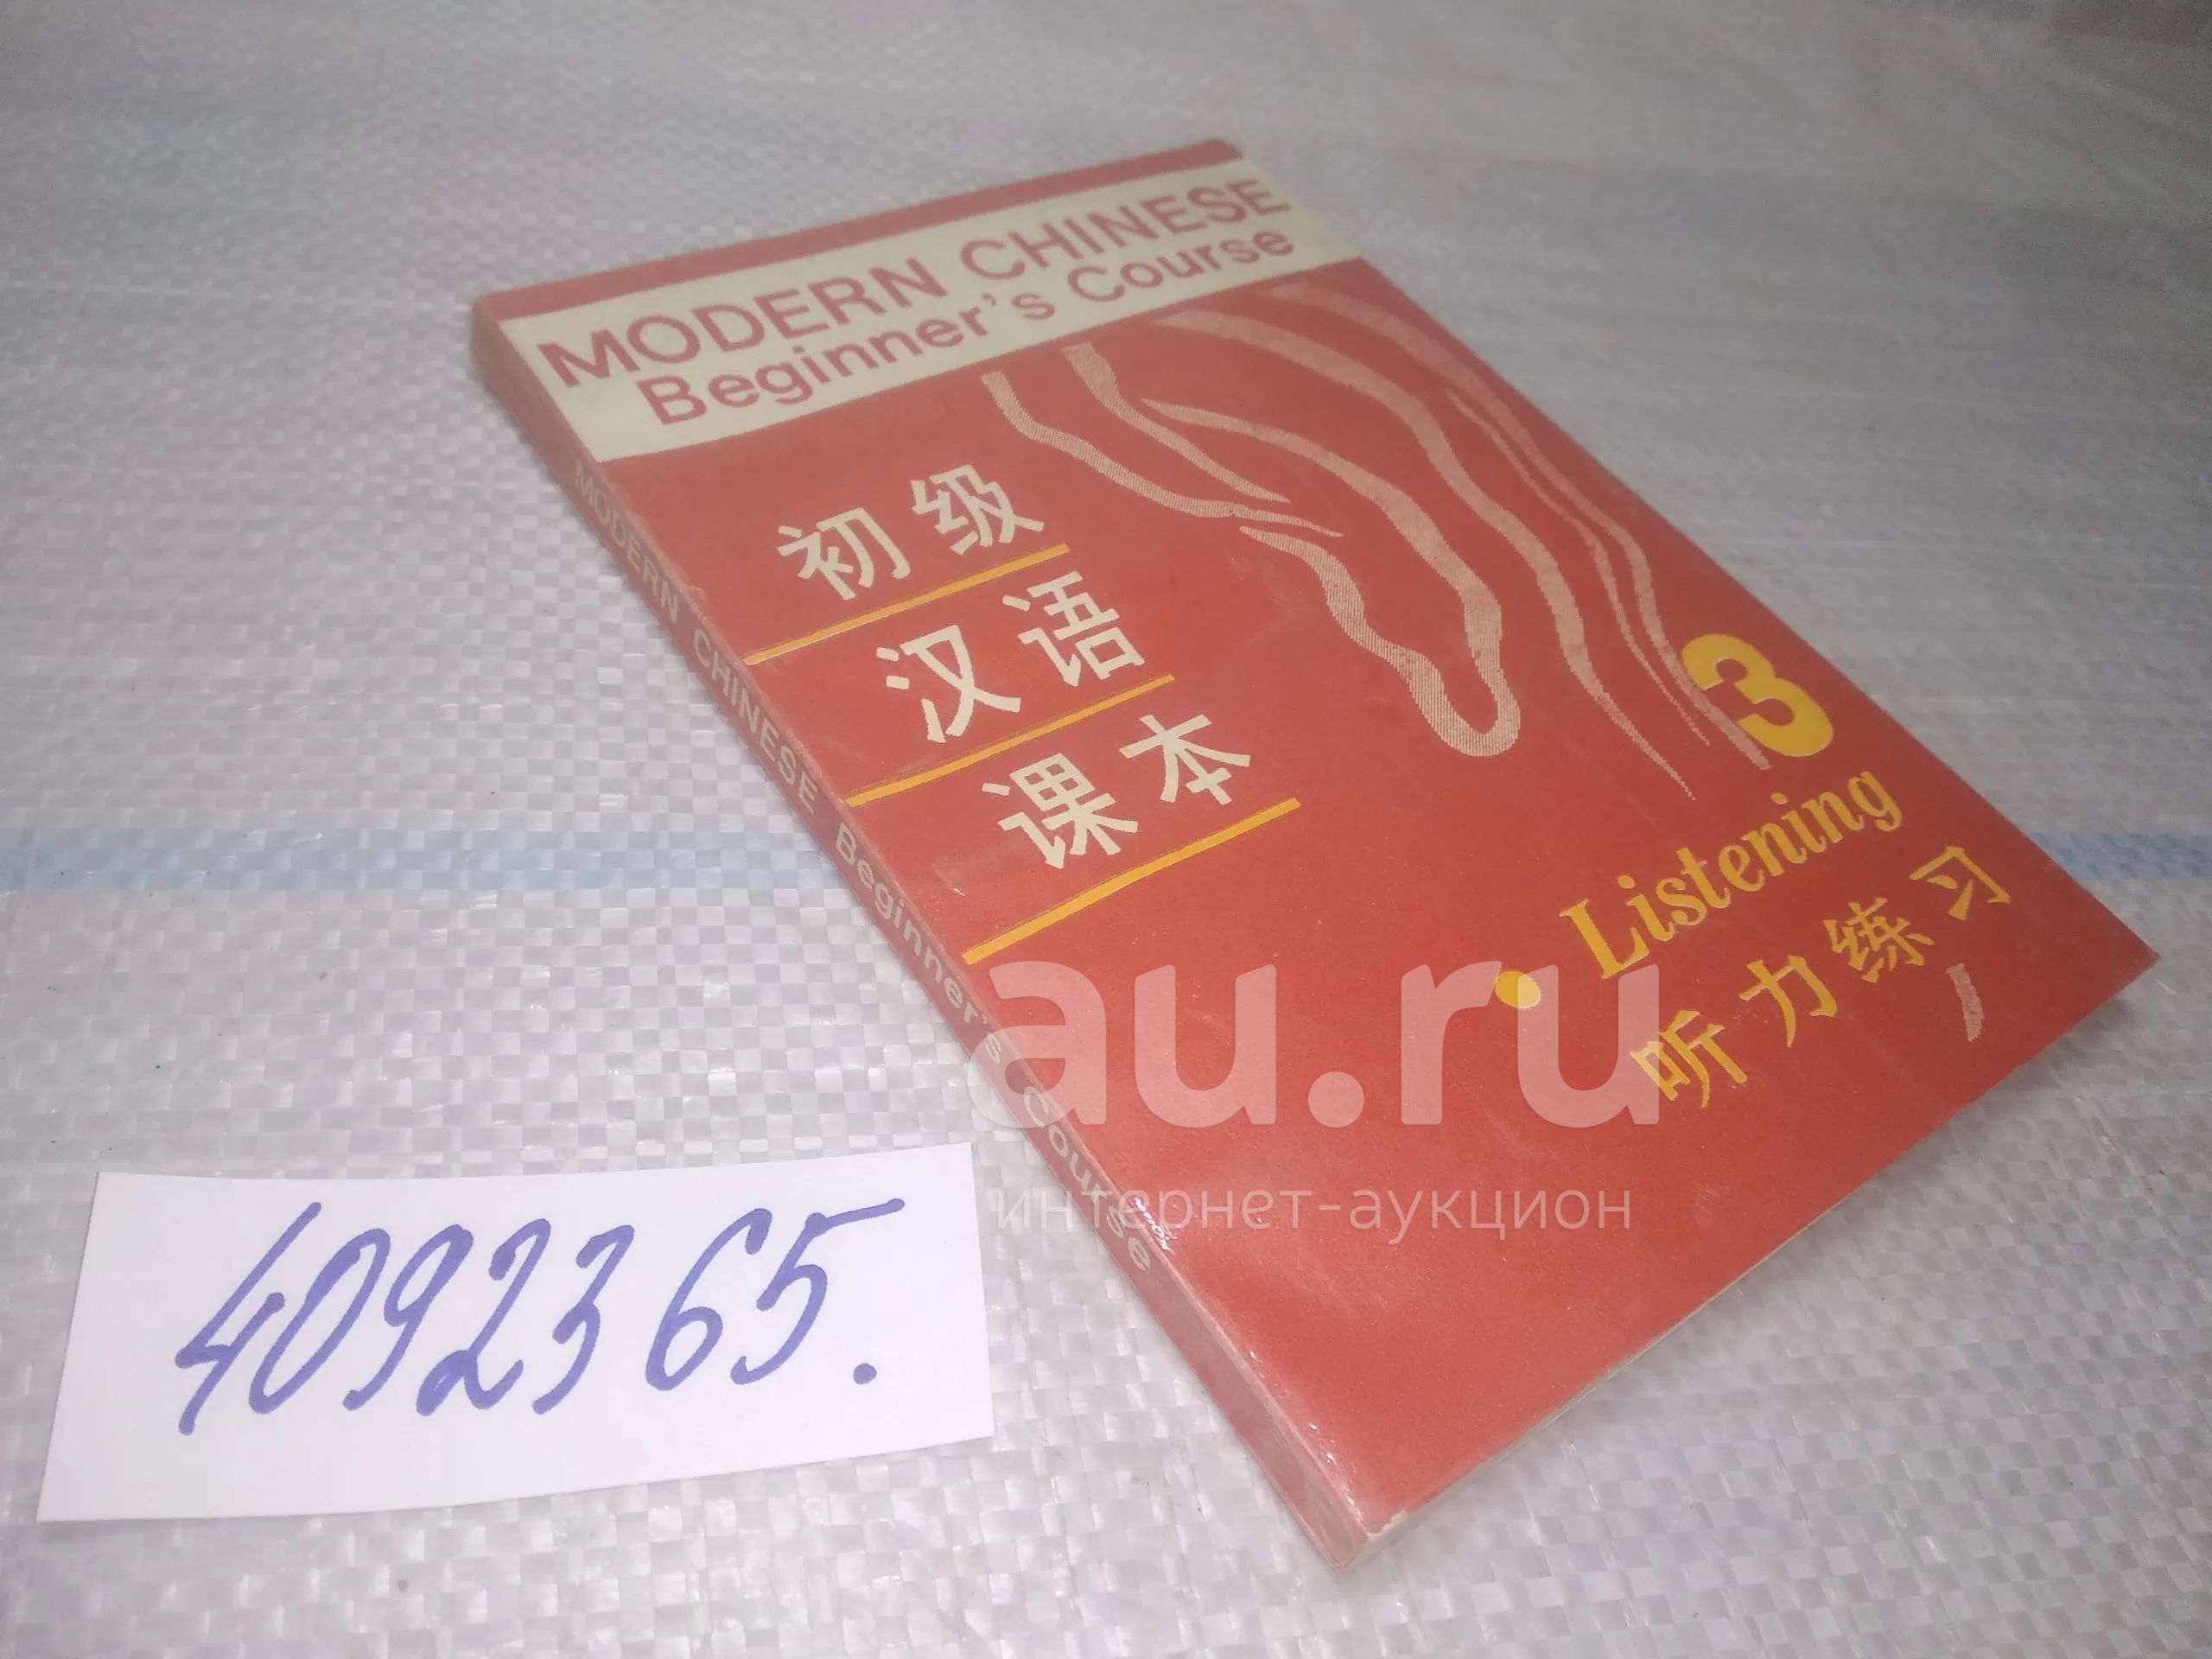 MODERN CHINESE
Beginner's Course
初级
汉语
课本
3
Listening
听力练习
MODERN CHINESE Beginner's Course
au.ru
интернет-аукцион
4092365.